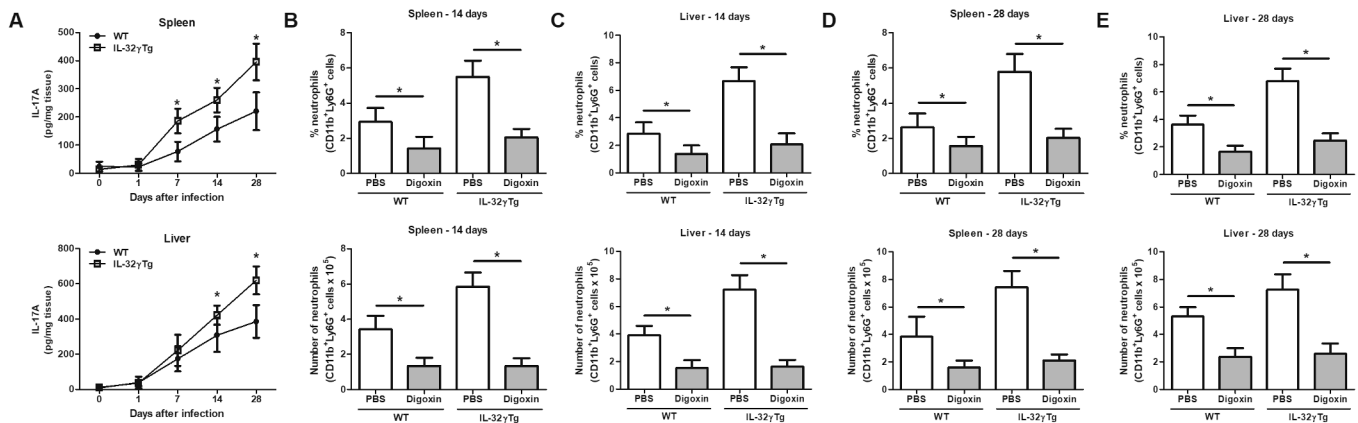 A
Spleen
WT
IL-32γTg
500
400
300
200
100
0
IL-17A
(pg/mg tissue)
*
*
*
0 1 7 14 28
Days after infection
Liver
WT
IL-32γTg
800
600
400
200
0
IL-17A
(pg/mg tissue)
*
*
0 1 7 14 28
Days after infection
B
Spleen - 14 days
% neutrophils
(CD11b⁺Ly6G⁺ cells)
8
6
4
2
0
*
*
PBS Digoxin PBS Digoxin
WT IL-32γTg
Spleen - 14 days
Number of neutrophils
(CD11b⁺Ly6G⁺ cells x 10⁵)
10
8
6
4
2
0
*
*
PBS Digoxin PBS Digoxin
WT IL-32γTg
C
Liver - 14 days
% neutrophils
(CD11b⁺Ly6G⁺ cells)
10
8
6
4
2
0
*
*
PBS Digoxin PBS Digoxin
WT IL-32γTg
Liver - 14 days
Number of neutrophils
(CD11b⁺Ly6G⁺ cells x 10⁵)
10
8
6
4
2
0
*
*
PBS Digoxin PBS Digoxin
WT IL-32γTg
D
Spleen - 28 days
% neutrophils
(CD11b⁺Ly6G⁺ cells)
8
6
4
2
0
*
*
PBS Digoxin PBS Digoxin
WT IL-32γTg
Spleen - 28 days
Number of neutrophils
(CD11b⁺Ly6G⁺ cells x 10⁵)
10
8
6
4
2
0
*
*
PBS Digoxin PBS Digoxin
WT IL-32γTg
E
Liver - 28 days
% neutrophils
(CD11b⁺Ly6G⁺ cells)
10
8
6
4
2
0
*
*
PBS Digoxin PBS Digoxin
WT IL-32γTg
Liver - 28 days
Number of neutrophils
(CD11b⁺Ly6G⁺ cells x 10⁵)
10
8
6
4
2
0
*
*
PBS Digoxin PBS Digoxin
WT IL-32γTg